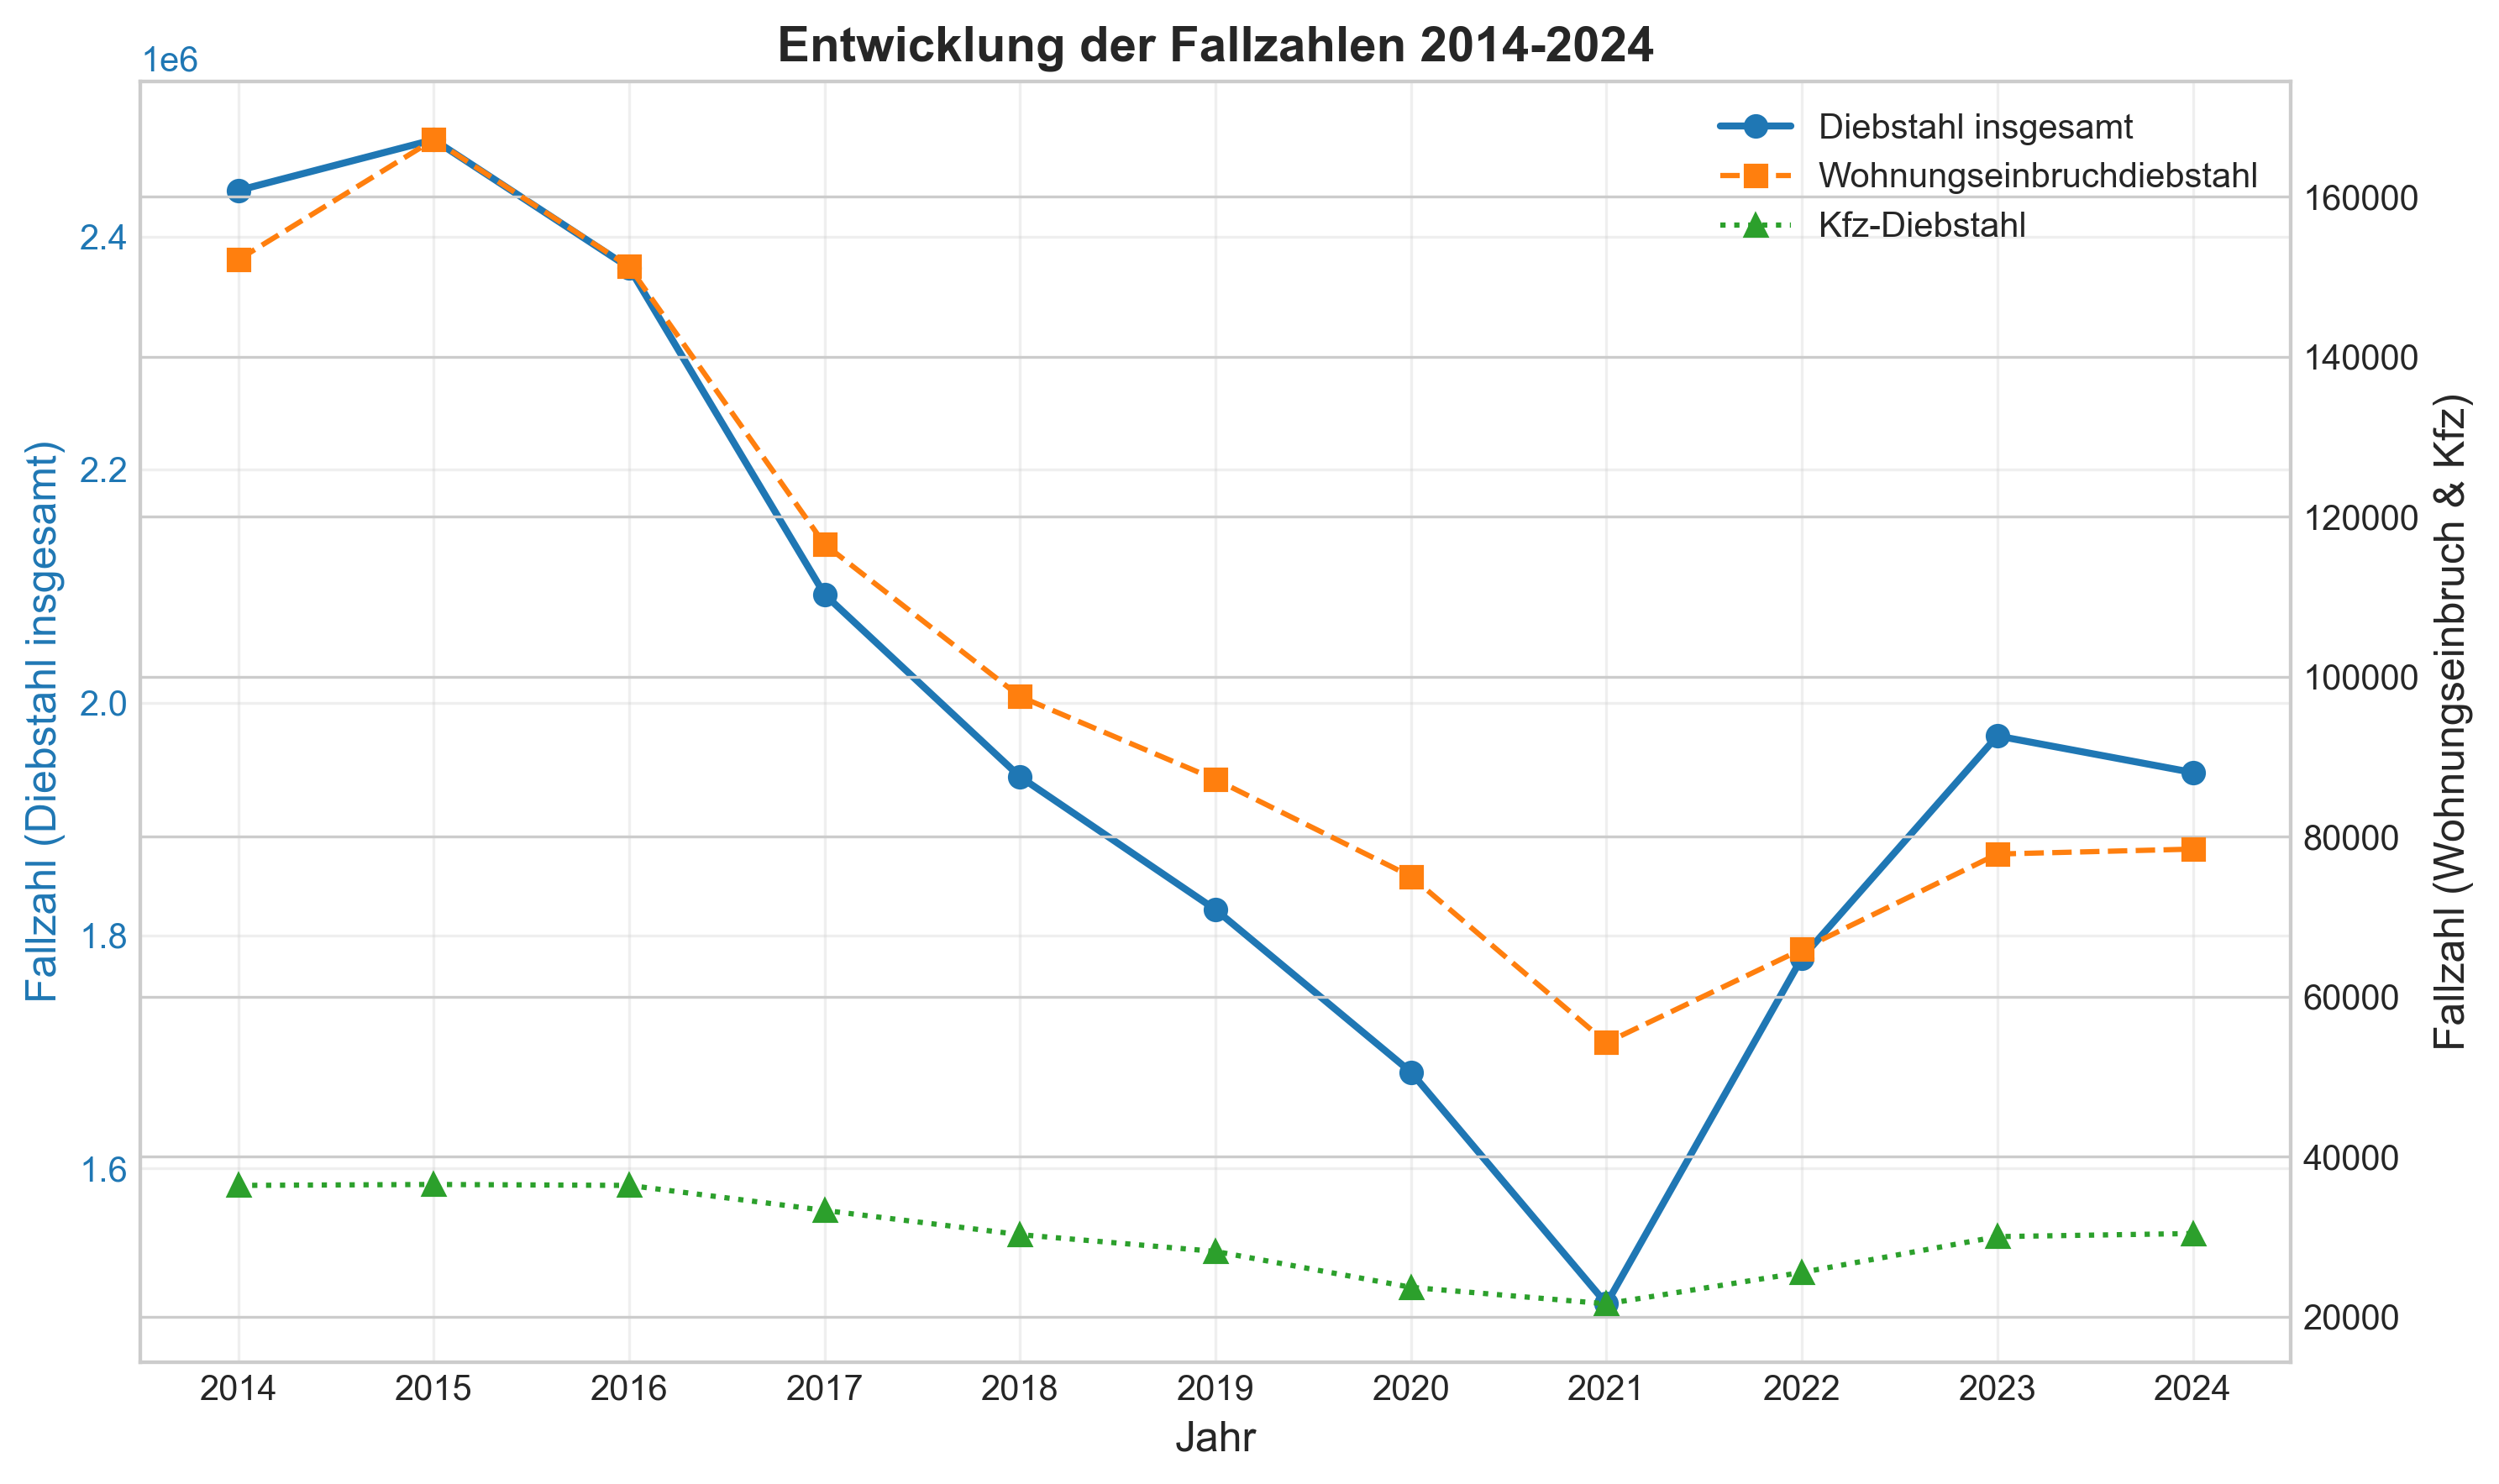 Entwicklung der Fallzahlen 2014-2024
1e6
Diebstahl insgesamt
Wohnungseinbruchdiebstahl
Kfz-Diebstahl
Fallzahl (Diebstahl insgesamt)
2.4
2.2
2.0
1.8
1.6
160000
140000
120000
100000
80000
60000
40000
20000
Fallzahl (Wohnungseinbruch & Kfz)
2014 2015 2016 2017 2018 2019 2020 2021 2022 2023 2024
Jahr